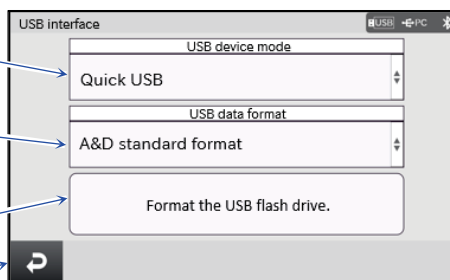 USB interface
USB PC
USB device mode
Quick USB
USB data format
A&D standard format
Format the USB flash drive.